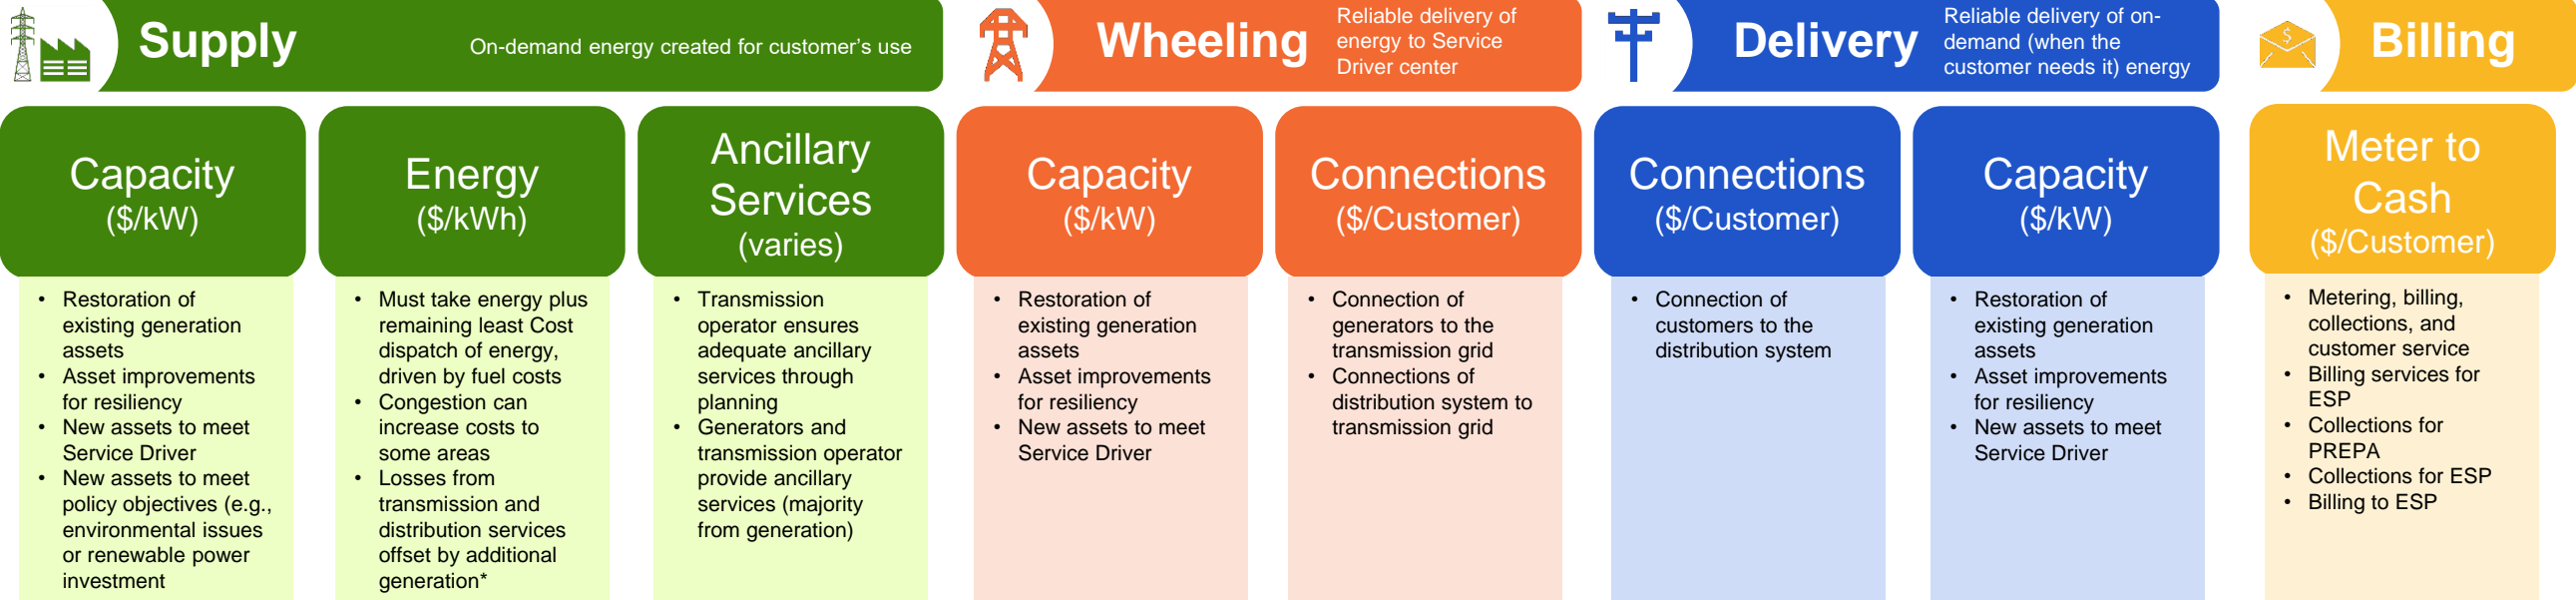 Supply
On-demand energy created for customer's use
Wheeling
Reliable delivery of
energy to Service
Driver center
Delivery
Reliable delivery of on-
demand (when the
customer needs it) energy
$
Billing
Capacity
($/kW)
• Restoration of
existing generation
assets
• Asset improvements
for resiliency
• New assets to meet
Service Driver
• New assets to meet
policy objectives (e.g.,
environmental issues
or renewable power
investment
Energy
($/kWh)
• Must take energy plus
remaining least Cost
dispatch of energy,
driven by fuel costs
• Congestion can
increase costs to
some areas
• Losses from
transmission and
distribution services
offset by additional
generation*
Ancillary
Services
(varies)
• Transmission
operator ensures
adequate ancillary
services through
planning
• Generators and
transmission operator
provide ancillary
services (majority
from generation)
Capacity
($/kW)
• Restoration of
existing generation
assets
• Asset improvements
for resiliency
• New assets to meet
Service Driver
Connections
($/Customer)
• Connection of
generators to the
transmission grid
• Connections of
distribution system to
transmission grid
Connections
($/Customer)
• Connection of
customers to the
distribution system
Capacity
($/kW)
• Restoration of
existing generation
assets
• Asset improvements
for resiliency
• New assets to meet
Service Driver
Meter to
Cash
($/Customer)
• Metering, billing,
collections, and
customer service
• Billing services for
ESP
• Collections for
PREPA
• Collections for ESP
• Billing to ESP